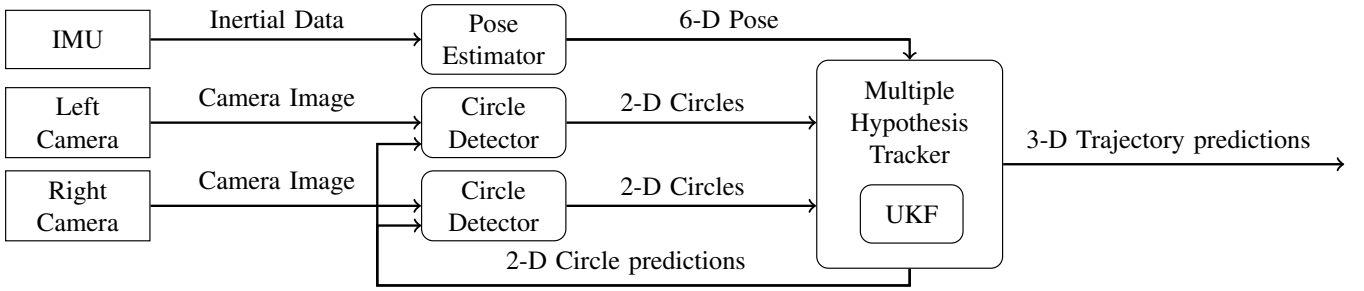 IMU
Inertial Data
Pose
Estimator
6-D Pose
Left
Camera
Camera Image
Circle
Detector
2-D Circles
Right
Camera
Camera Image
Circle
Detector
2-D Circles
Multiple
Hypothesis
Tracker
UKF
3-D Trajectory predictions
2-D Circle predictions